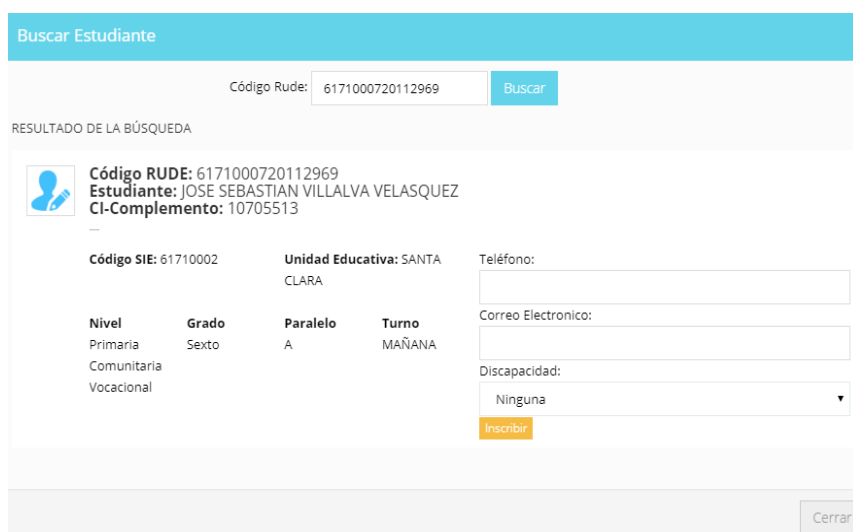 Buscar Estudiante
Código Rude: 6171000720112969 Buscar
RESULTADO DE LA BÚSQUEDA
Código RUDE: 6171000720112969
Estudiante: JOSE SEBASTIAN VILLALVA VELASQUEZ
CI-Complemento: 10705513
Código SIE: 61710002
Unidad Educativa: SANTA
CLARA
Nivel Grado Paralelo Turno
Primaria Sexto A MAÑANA
Comunitaria
Vocacional
Teléfono:
Correo Electronico:
Discapacidad:
Ninguna
Inscribir
Cerrar